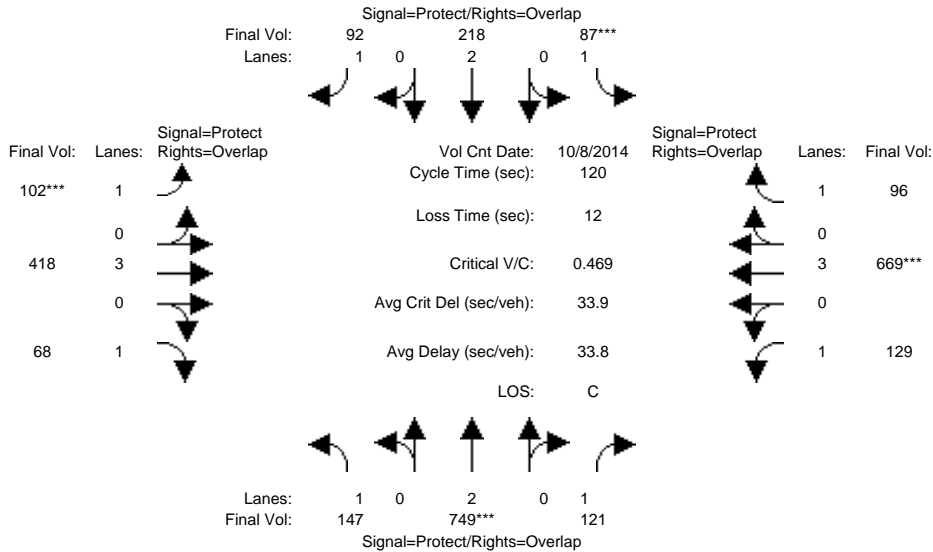 Signal=Protect/Rights=Overlap
Final Vol: 92 218 87***
Lanes: 1 0 2 0 1
Signal=Protect
Final Vol: Lanes: Rights=Overlap
Vol Cnt Date: 10/8/2014
Signal=Protect
Rights=Overlap Lanes: Final Vol:
Cycle Time (sec): 120
102*** 1
1 96
Loss Time (sec): 12
0
0
418 3
Critical V/C: 0.469
3 669***
0
Avg Crit Del (sec/veh): 33.9
0
68 1
Avg Delay (sec/veh): 33.8
1 129
LOS: C
Lanes: 1 0 2 0 1
Final Vol: 147 749*** 121
Signal=Protect/Rights=Overlap